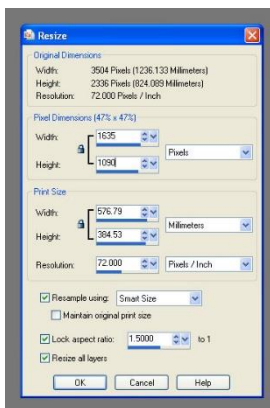 Resize
Original Dimensions
Width: 3504 Pixels (1236.133 Millimeters)
Height: 2336 Pixels (824.089 Millimeters)
Resolution: 72.000 Pixels / Inch
Pixel Dimensions (47% x 47%)
Width: 1635
Pixels
Height: 1090
Print Size
Width: 576.79
Millimeters
Height: 384.53
Resolution: 72.000 Pixels / Inch
Resample using: Smart Size
Maintain original print size
Lock aspect ratio: 1.5000 to 1
Resize all layers
OK Cancel Help